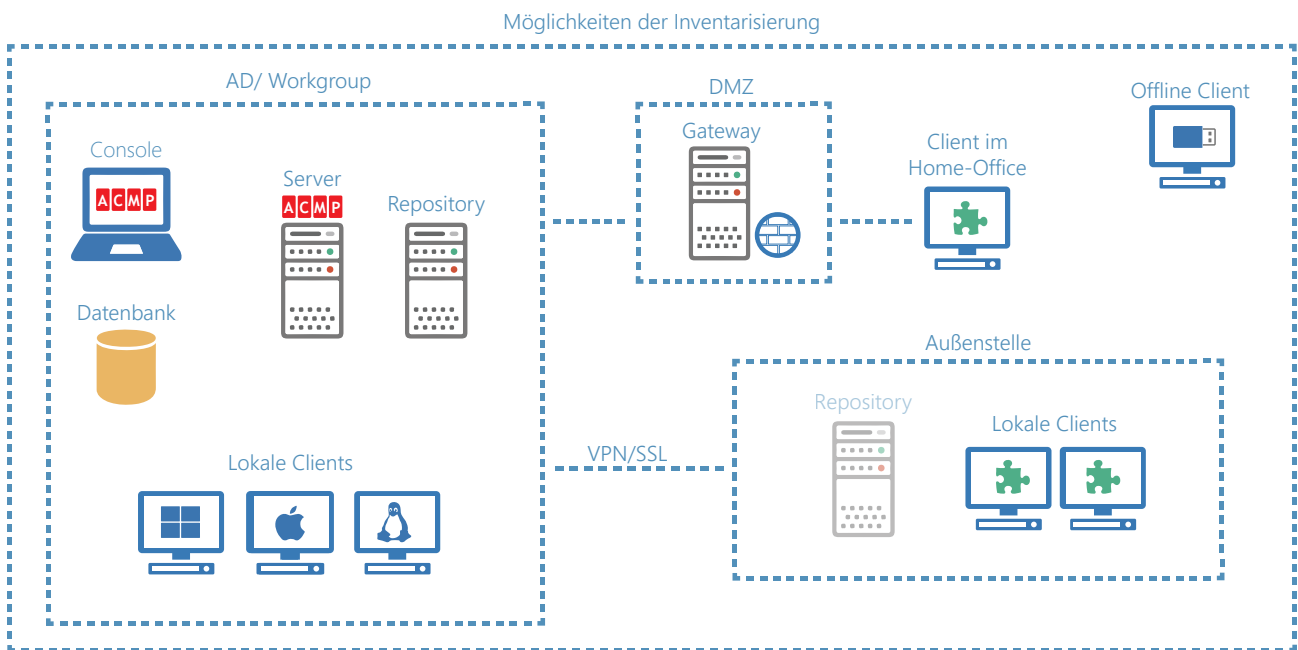 Möglichkeiten der Inventarisierung
AD/ Workgroup
Console
ACMP
Server
ACMP
Repository
Datenbank
Lokale Clients
DMZ
Gateway
Client im
Home-Office
Offline Client
VPN/SSL
Außenstelle
Repository
Lokale Clients